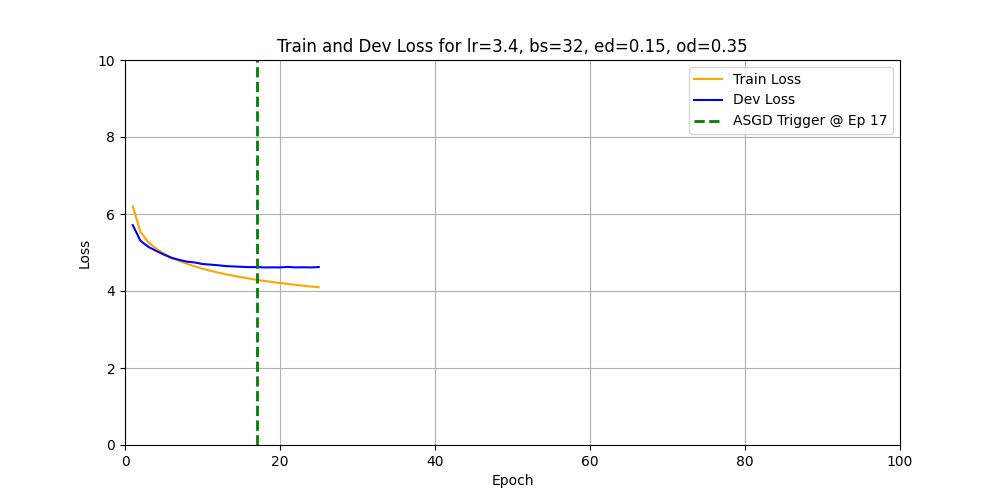 Train and Dev Loss for lr=3.4, bs=32, ed=0.15, od=0.35
Train Loss
Dev Loss
ASGD Trigger @ Ep 17
10
8
6
4
2
0
Loss
0 20 40 60 80 100
Epoch